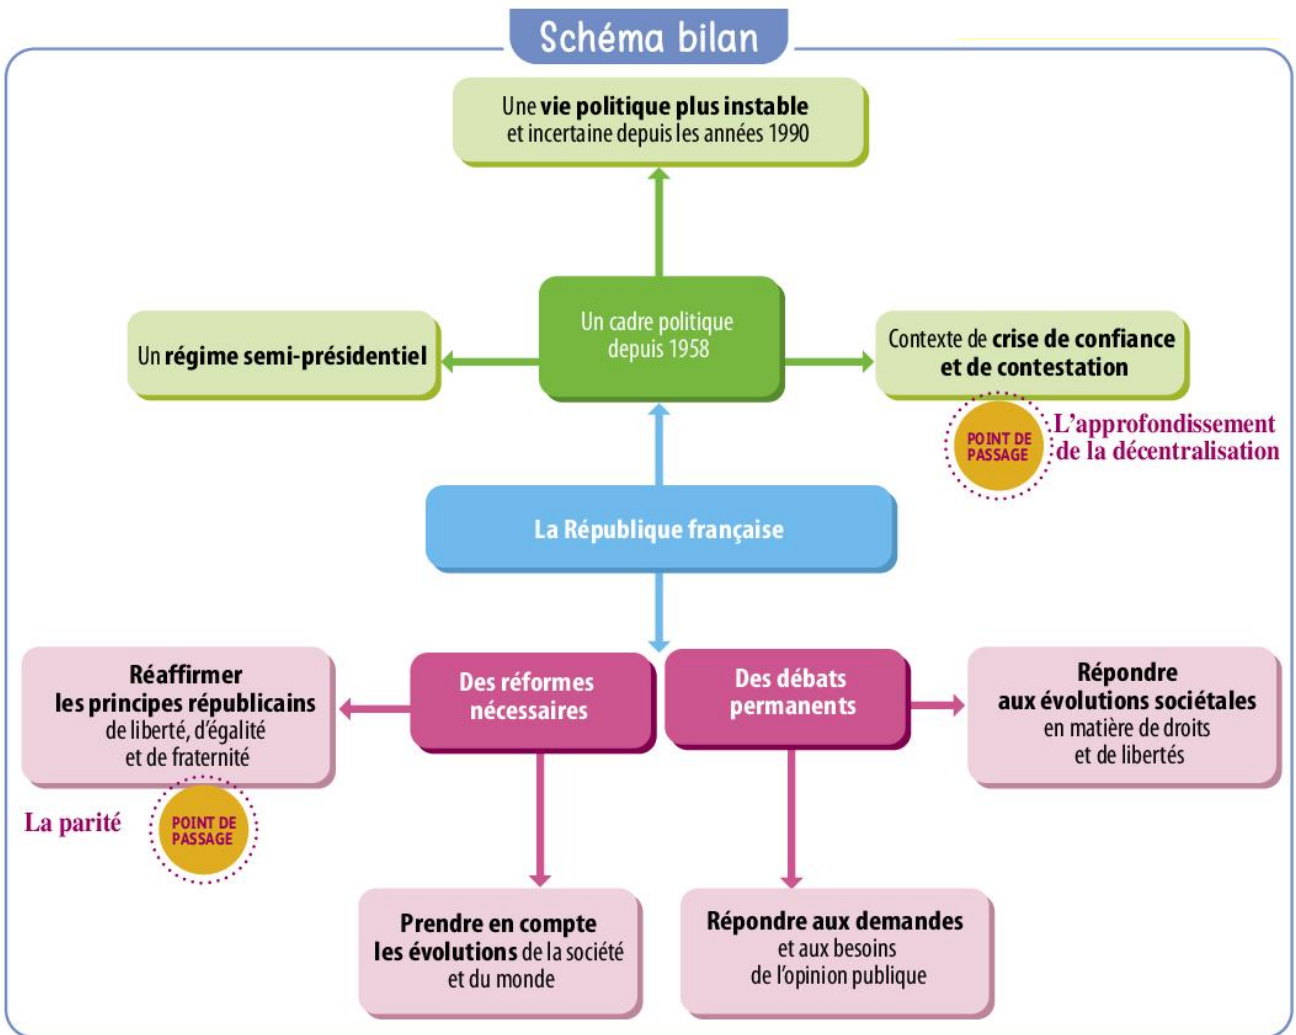 Schéma bilan
Une vie politique plus instable
et incertaine depuis les années 1990
Un régime semi-présidentiel
Un cadre politique
depuis 1958
Contexte de crise de confiance
et de contestation
POINT DE
PASSAGE
L'approfondissement
de la décentralisation
La République française
Réaffirmer
les principes républicains
de liberté, d'égalité
et de fraternité
Des réformes
nécessaires
Des débats
permanents
Répondre
aux évolutions sociétales
en matière de droits
et de libertés
La parité
POINT DE
PASSAGE
Prendre en compte
les évolutions de la société
et du monde
Répondre aux demandes
et aux besoins
de l'opinion publique